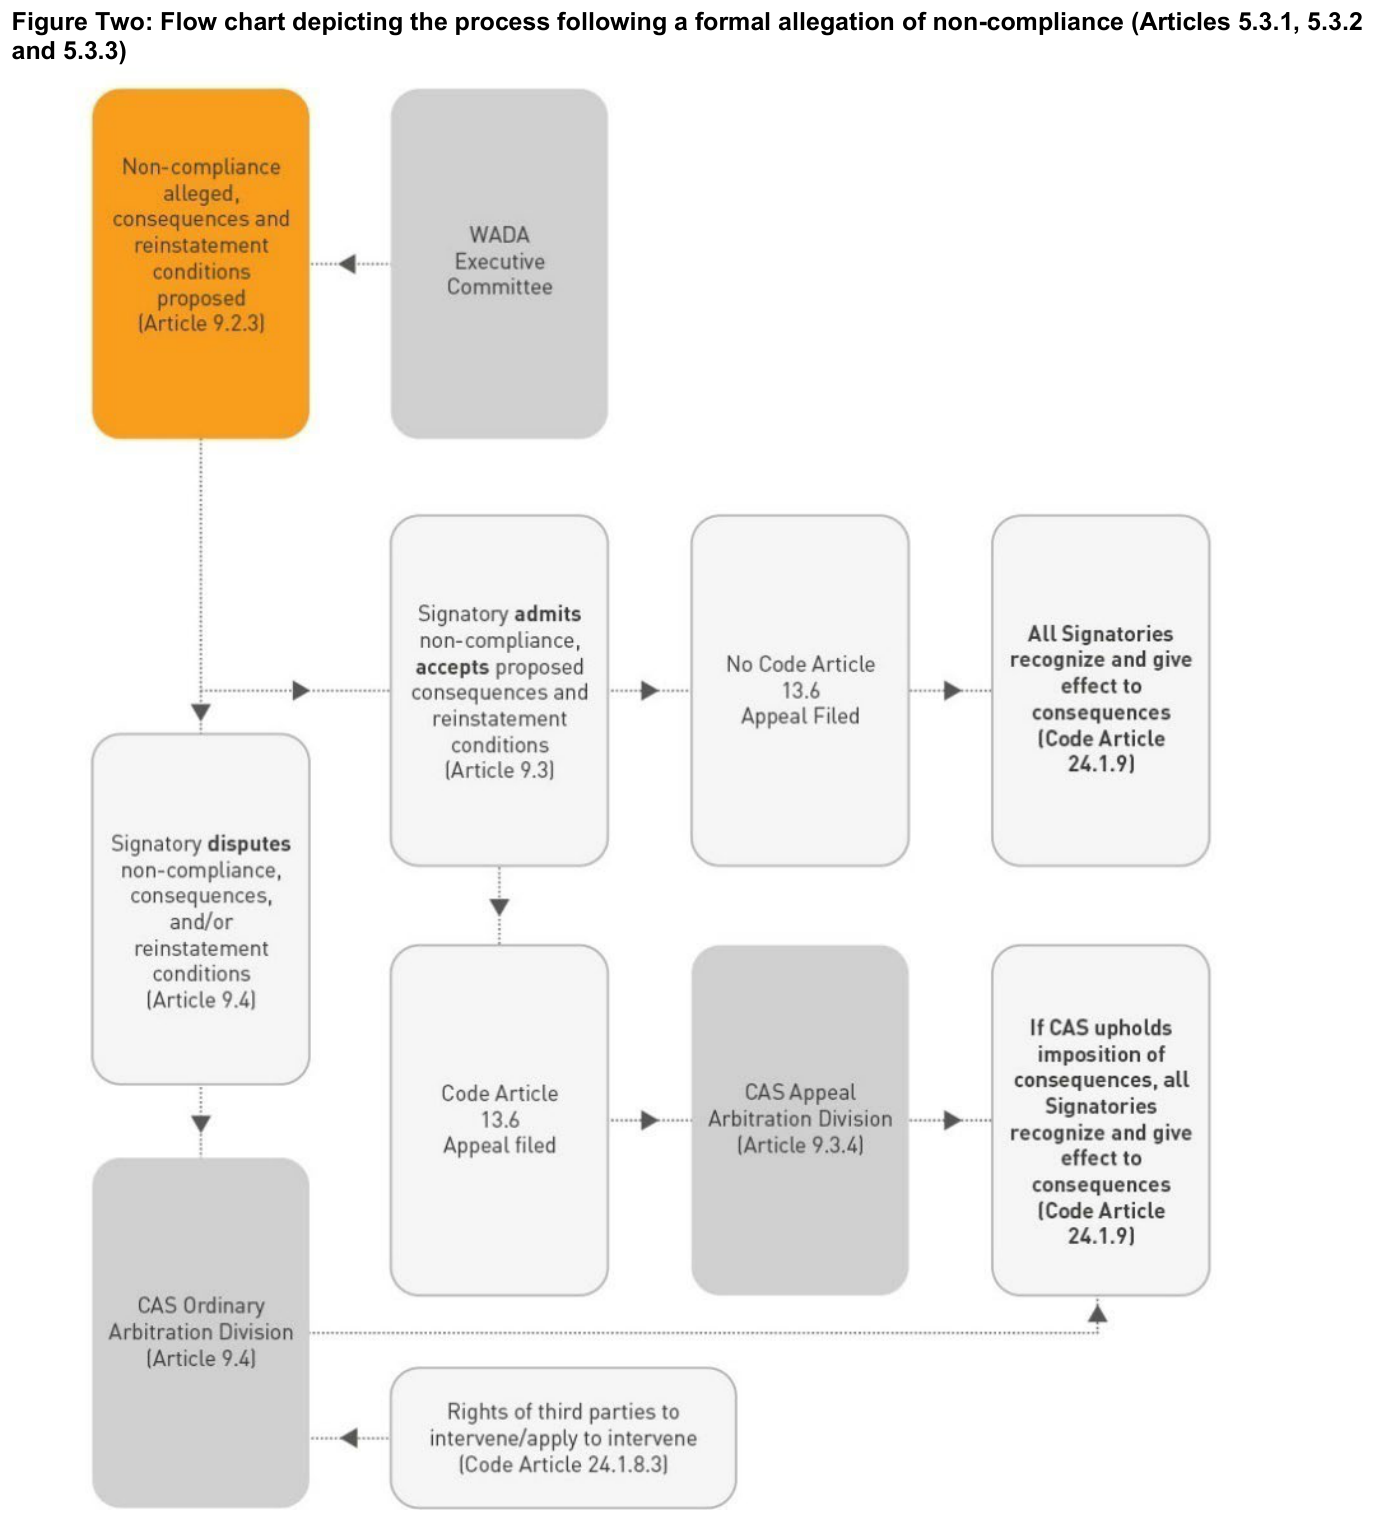 Figure Two: Flow chart depicting the process following a formal allegation of non-compliance (Articles 5.3.1, 5.3.2
and 5.3.3)
Non-compliance
alleged,
consequences and
reinstatement
conditions
proposed
(Article 9.2.3)
WADA
Executive
Committee
Signatory admits
non-compliance,
accepts proposed
consequences and
reinstatement
conditions
(Article 9.3)
No Code Article
13.6
Appeal Filed
All Signatories
recognize and give
effect to
consequences
(Code Article
24.1.9)
Signatory disputes
non-compliance,
consequences,
and/or
reinstatement
conditions
(Article 9.4)
Code Article
13.6
Appeal filed
CAS Appeal
Arbitration Division
(Article 9.3.4)
If CAS upholds
imposition of
consequences, all
Signatories
recognize and give
effect to
consequences
(Code Article
24.1.9)
CAS Ordinary
Arbitration Division
(Article 9.4)
Rights of third parties to
intervene/apply to intervene
(Code Article 24.1.8.3)